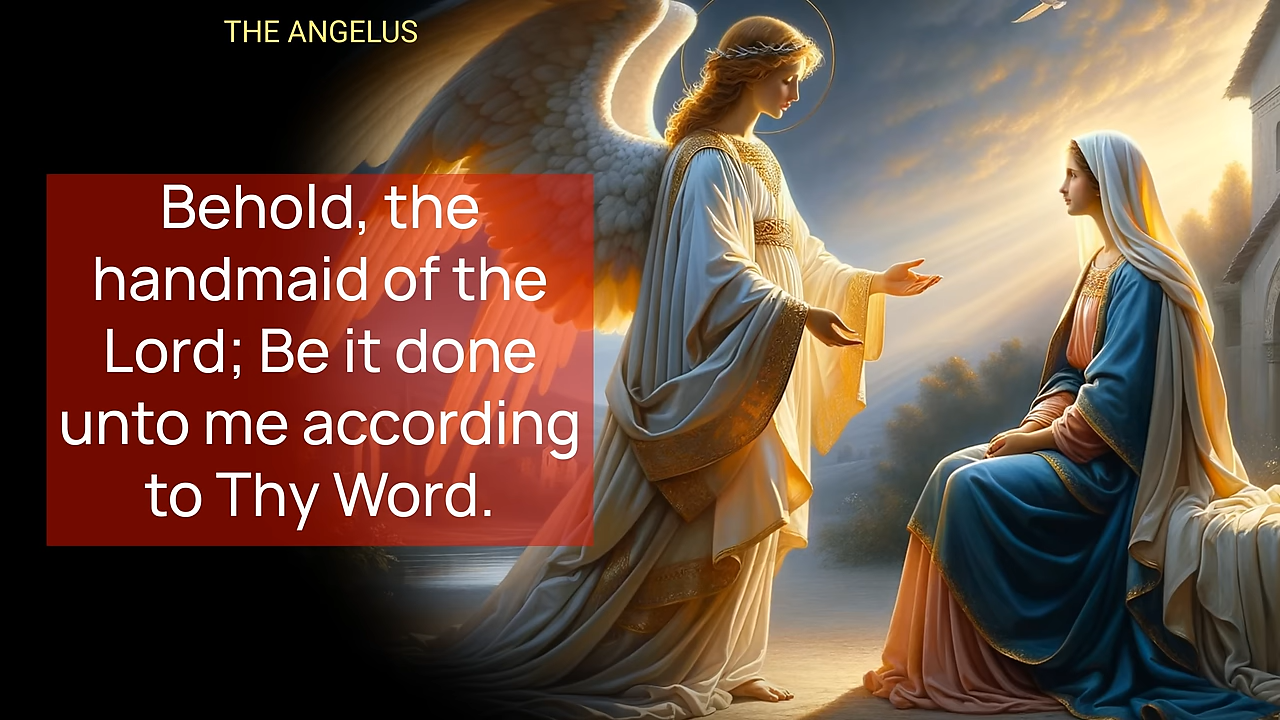 THE ANGELUS
Behold, the
handmaid of the
Lord; Be it done
unto me according
to Thy Word.